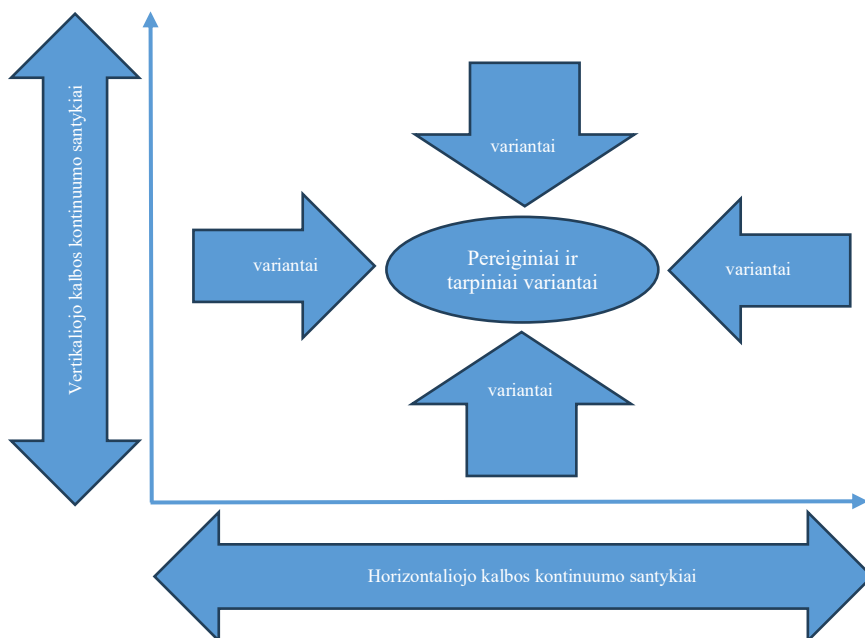 Vertikaliojo kalbos kontinuumo santykiai
variantai
variantai
Pereiginiai ir
tarpiniai variantai
variantai
variantai
Horizontaliojo kalbos kontinuumo santykiai